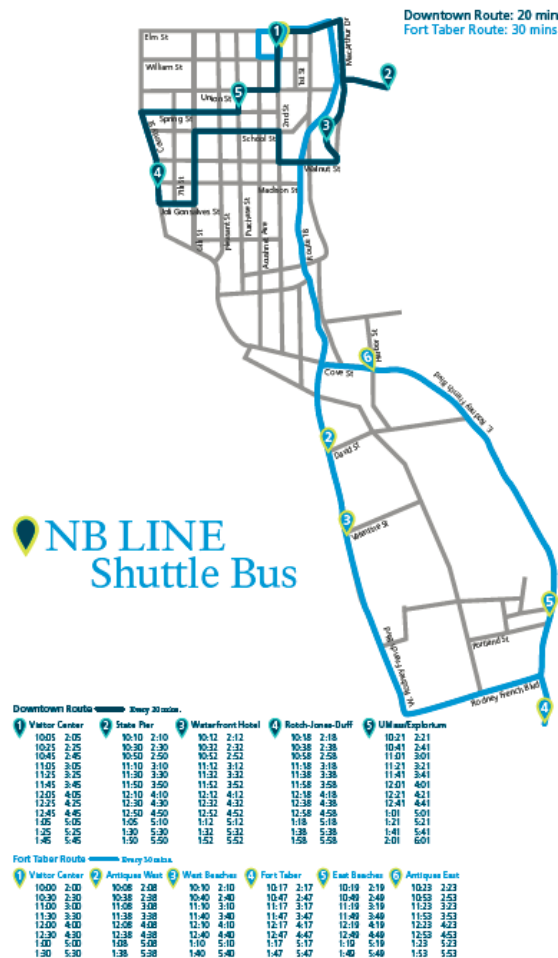 Downtown Route: 20 min
Fort Taber Route: 30 mins
Elm St
MacArthur Dr
William St
1st St
Union St
2nd St
Spring St
County St
School St
Walnut St
7th St
Madison St
Joli Gonsalves St
6th St
Pleasant St
Purchase St
Acushnet Ave
Route 18
Harbor St
Cove St
E. Rodney French Blvd
David St
Valentine St
NB LINE
Shuttle Bus
Portland St
W. Rodney French Blvd
Rodney French Blvd
Downtown Route Every 20 mins.
1 Visitor Center 2 State Pier 3 Waterfront Hotel 4 Rotch-Jones-Duff 5 UMass/Explorium
10:05 2:05 10:10 2:10 10:12 2:12 10:18 2:18 10:21 2:21
10:25 2:25 10:30 2:30 10:32 2:32 10:38 2:38 10:41 2:41
10:45 2:45 10:50 2:50 10:52 2:52 10:58 2:58 11:01 3:01
11:05 3:05 11:10 3:10 11:12 3:12 11:18 3:18 11:21 3:21
11:25 3:25 11:30 3:30 11:32 3:32 11:38 3:38 11:41 3:41
11:45 3:45 11:50 3:50 11:52 3:52 11:58 3:58 12:01 4:01
12:05 4:05 12:10 4:10 12:12 4:12 12:18 4:18 12:21 4:21
12:25 4:25 12:30 4:30 12:32 4:32 12:38 4:38 12:41 4:41
12:45 4:45 12:50 4:50 12:52 4:52 12:58 4:58 1:01 5:01
1:05 5:05 1:05 5:10 1:12 5:12 1:18 5:18 1:21 5:21
1:25 5:25 1:30 5:30 1:32 5:32 1:38 5:38 1:41 5:41
1:45 5:45 1:50 5:50 1:52 5:52 1:58 5:58 2:01 6:01
Fort Taber Route Every 30 mins.
1 Visitor Center 2 Antiques West 3 West Beaches 4 Fort Taber 5 East Beaches 6 Antiques East
10:00 2:00 10:08 2:08 10:10 2:10 10:17 2:17 10:19 2:19 10:23 2:23
10:30 2:30 10:38 2:38 10:40 2:40 10:47 2:47 10:49 2:49 10:53 2:53
11:00 3:00 11:08 3:08 11:10 3:10 11:17 3:17 11:19 3:19 11:23 3:23
11:30 3:30 11:38 3:38 11:40 3:40 11:47 3:47 11:49 3:49 11:53 3:53
12:00 4:00 12:08 4:08 12:10 4:10 12:17 4:17 12:19 4:19 12:23 4:23
12:30 4:30 12:38 4:38 12:40 4:40 12:47 4:47 12:49 4:49 12:53 4:53
1:00 5:00 1:08 5:08 1:10 5:10 1:17 5:17 1:19 5:19 1:23 5:23
1:30 5:30 1:38 5:38 1:40 5:40 1:47 5:47 1:49 5:49 1:53 5:53